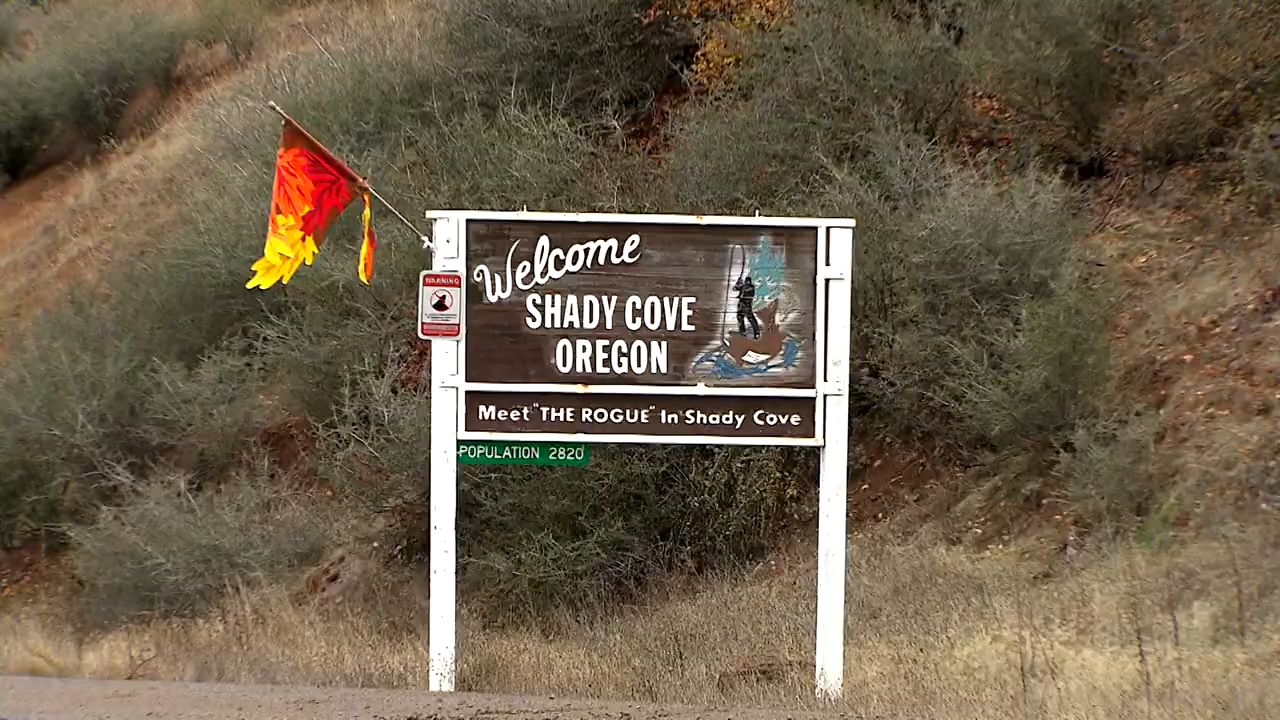 Welcome
SHADY COVE
OREGON
WARNING
Meet "THE ROGUE" In Shady Cove
POPULATION 2820